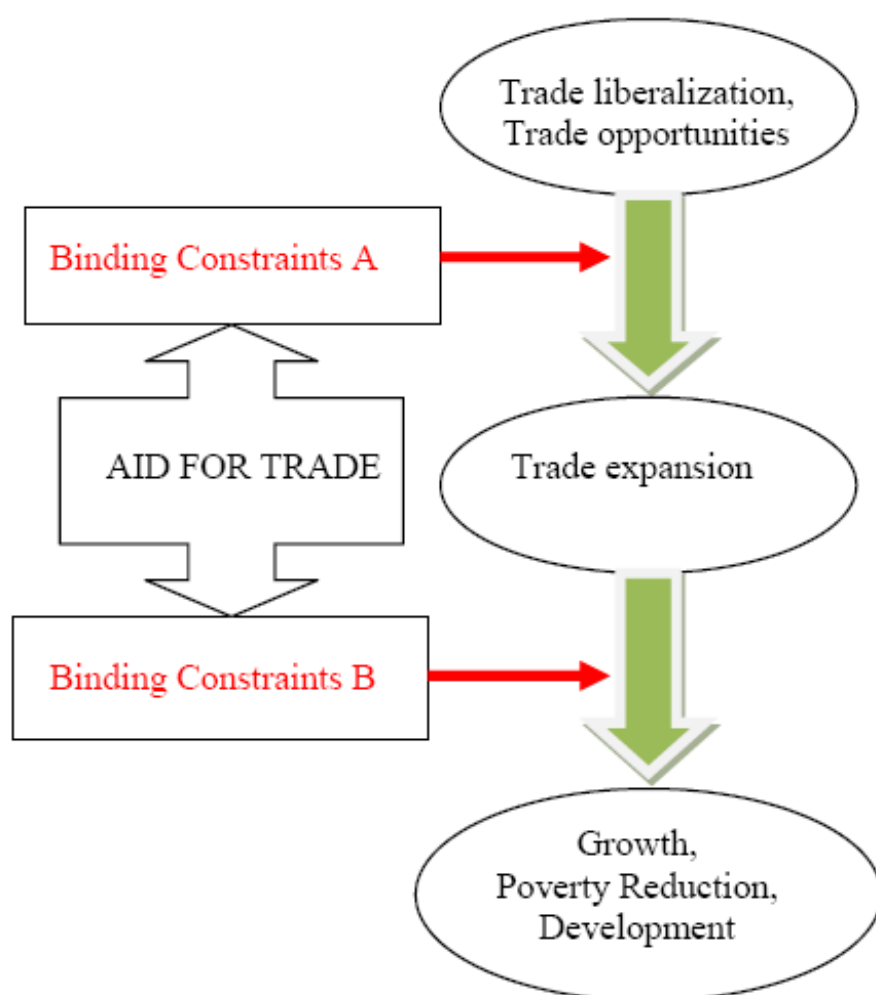 Trade liberalization,
Trade opportunities
Binding Constraints A
AID FOR TRADE
Trade expansion
Binding Constraints B
Growth,
Poverty Reduction,
Development